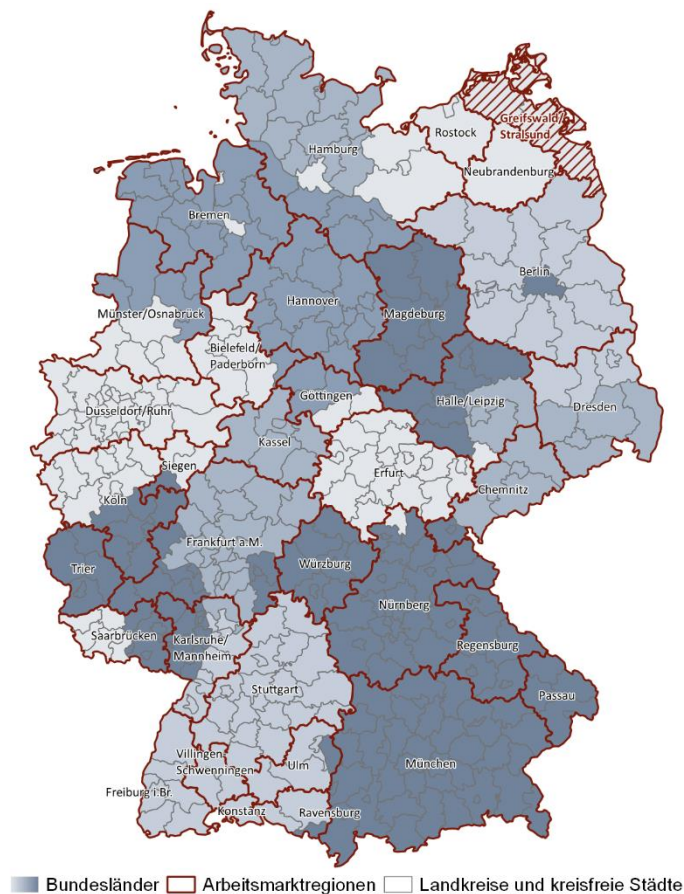 Greifswald/
Stralsund
Rostock
Hamburg
Neubrandenburg
Bremen
Berlin
Hannover
Magdeburg
Münster/Osnabrück
Bielefeld/
Paderborn
Göttingen
Halle/Leipzig
Dresden
Düsseldorf/Ruhr
Kassel
Siegen
Erfurt
Chemnitz
Köln
Frankfurt a.M.
Trier
Würzburg
Nürnberg
Saarbrücken
Karlsruhe/
Mannheim
Regensburg
Stuttgart
Passau
Villingen
Schwenningen
Ulm
München
Freiburg i.Br.
Konstanz
Ravensburg
Bundesländer Arbeitsmarktregionen Landkreise und kreisfreie Städte